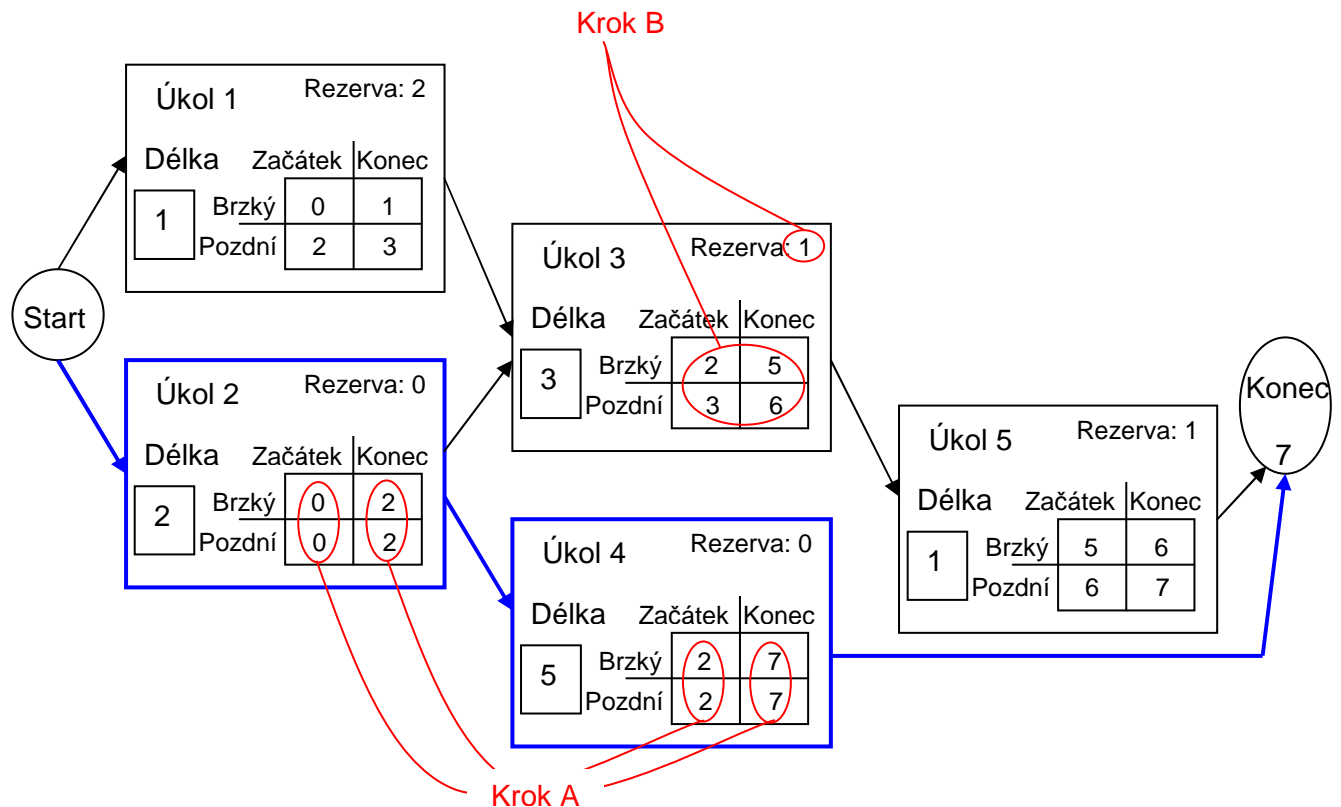 Krok B
Úkol 1 Rezerva: 2
Délka Začátek Konec
1 Brzký 0 1
Pozdní 2 3
Start
Úkol 2 Rezerva: 0
Délka Začátek Konec
2 Brzký 0 2
Pozdní 0 2
Úkol 3 Rezerva: 1
Délka Začátek Konec
3 Brzký 2 5
Pozdní 3 6
Úkol 4 Rezerva: 0
Délka Začátek Konec
5 Brzký 2 7
Pozdní 2 7
Úkol 5 Rezerva: 1
Délka Začátek Konec
1 Brzký 5 6
Pozdní 6 7
Konec
7
Krok A